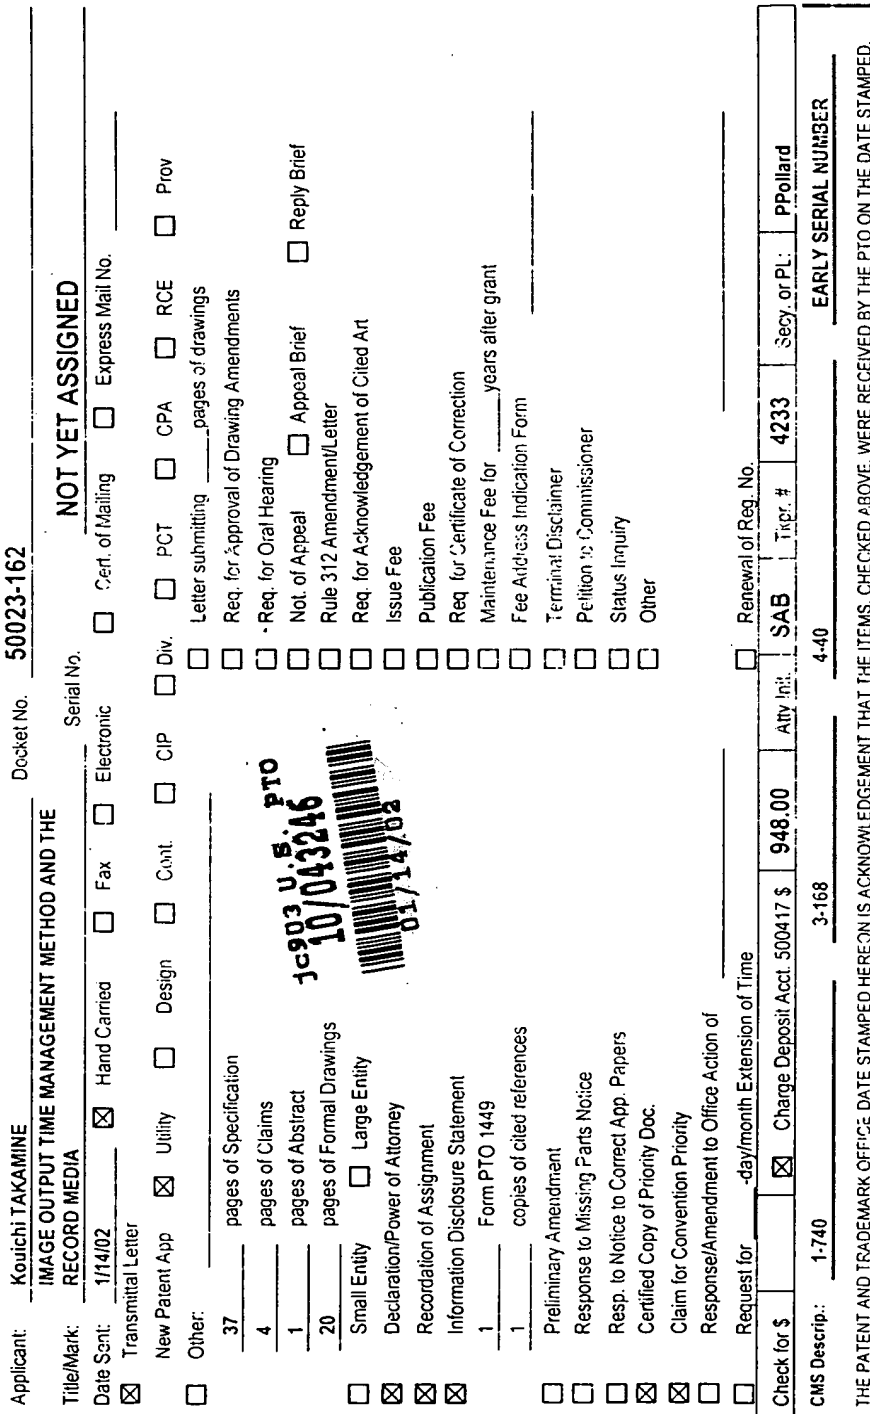 Applicant: Kouichi TAKAMINE Docket No. 50023-162
Title/Mark: IMAGE OUTPUT TIME MANAGEMENT METHOD AND THE
RECORD MEDIA Serial No. NOT YET ASSIGNED
Date Sent: 1/14/02 ☒ Hand Carried ☐ Fax ☐ Electronic ☐ Cert. of Mailing ☐ Express Mail No.
☒ Transmittal Letter
New Patent App ☒ Utility ☐ Design ☐ Cont. ☐ CIP ☐ Div. ☐ PCT ☐ CPA ☐ RCE ☐ Prov
☐ Other:
37 pages of Specification
4 pages of Claims
1 pages of Abstract
20 pages of Formal Drawings
☐ Small Entity ☐ Large Entity
☒ Declaration/Power of Attorney
☒ Recordation of Assignment
☒ Information Disclosure Statement
1 Form PTO 1449
1 copies of cited references
☐ Preliminary Amendment
☐ Response to Missing Parts Notice
☐ Resp. to Notice to Correct App. Papers
☒ Certified Copy of Priority Doc.
☒ Claim for Convention Priority
☐ Response/Amendment to Office Action of
☐ Request for -day/month Extension of Time
jc903 U.S. PTO
10/043246
01/14/02
☐ Letter submitting ____pages of drawings
☐ Req. for Approval of Drawing Amendments
☐ Req. for Oral Hearing
☐ Not. of Appeal ☐ Appeal Brief ☐ Reply Brief
☐ Rule 312 Amendment/Letter
☐ Req. for Acknowledgement of Cited Art
☐ Issue Fee
☐ Publication Fee
☐ Req for Certificate of Correction
☐ Maintenance Fee for ____years after grant
☐ Fee Address Indication Form
☐ Terminal Disclaimer
☐ Petition to Commissioner
☐ Status Inquiry
☐ Other
☐ Renewal of Reg. No.
Check for $ ☒ Charge Deposit Acct. 500417 $ 948.00 Atty Init. SAB Tkpr. # 4233 Secy. or PL: PPollard
CMS Descrip.: 1-740 3-168 4-40 EARLY SERIAL NUMBER
THE PATENT AND TRADEMARK OFFICE DATE STAMPED HEREON IS ACKNOWLEDGEMENT THAT THE ITEMS, CHECKED ABOVE, WERE RECEIVED BY THE PTO ON THE DATE STAMPED.